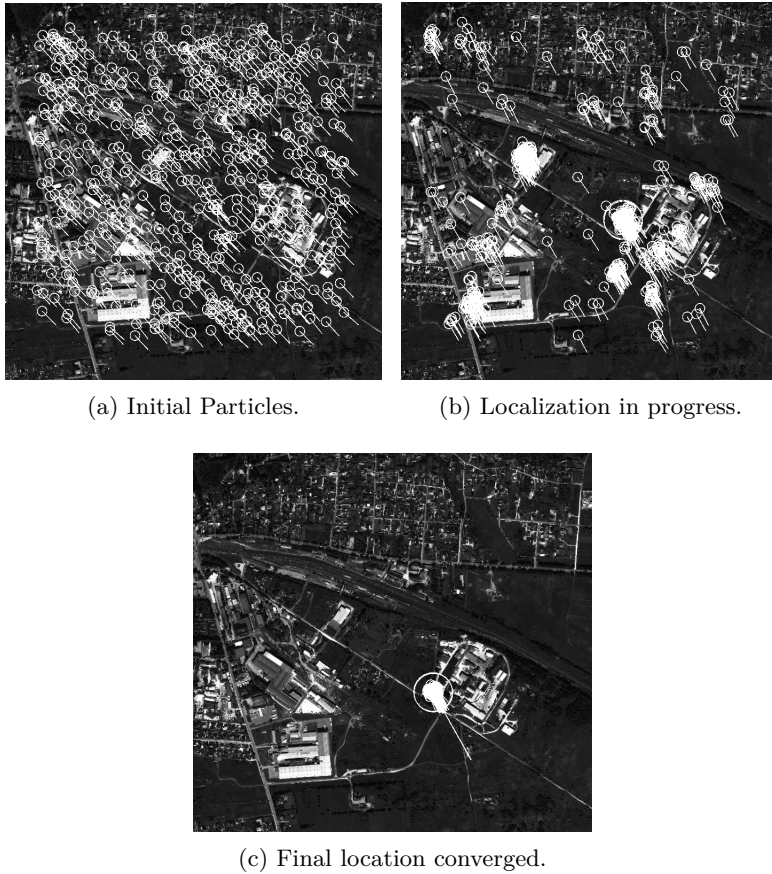 (a) Initial Particles.
(b) Localization in progress.
(c) Final location converged.